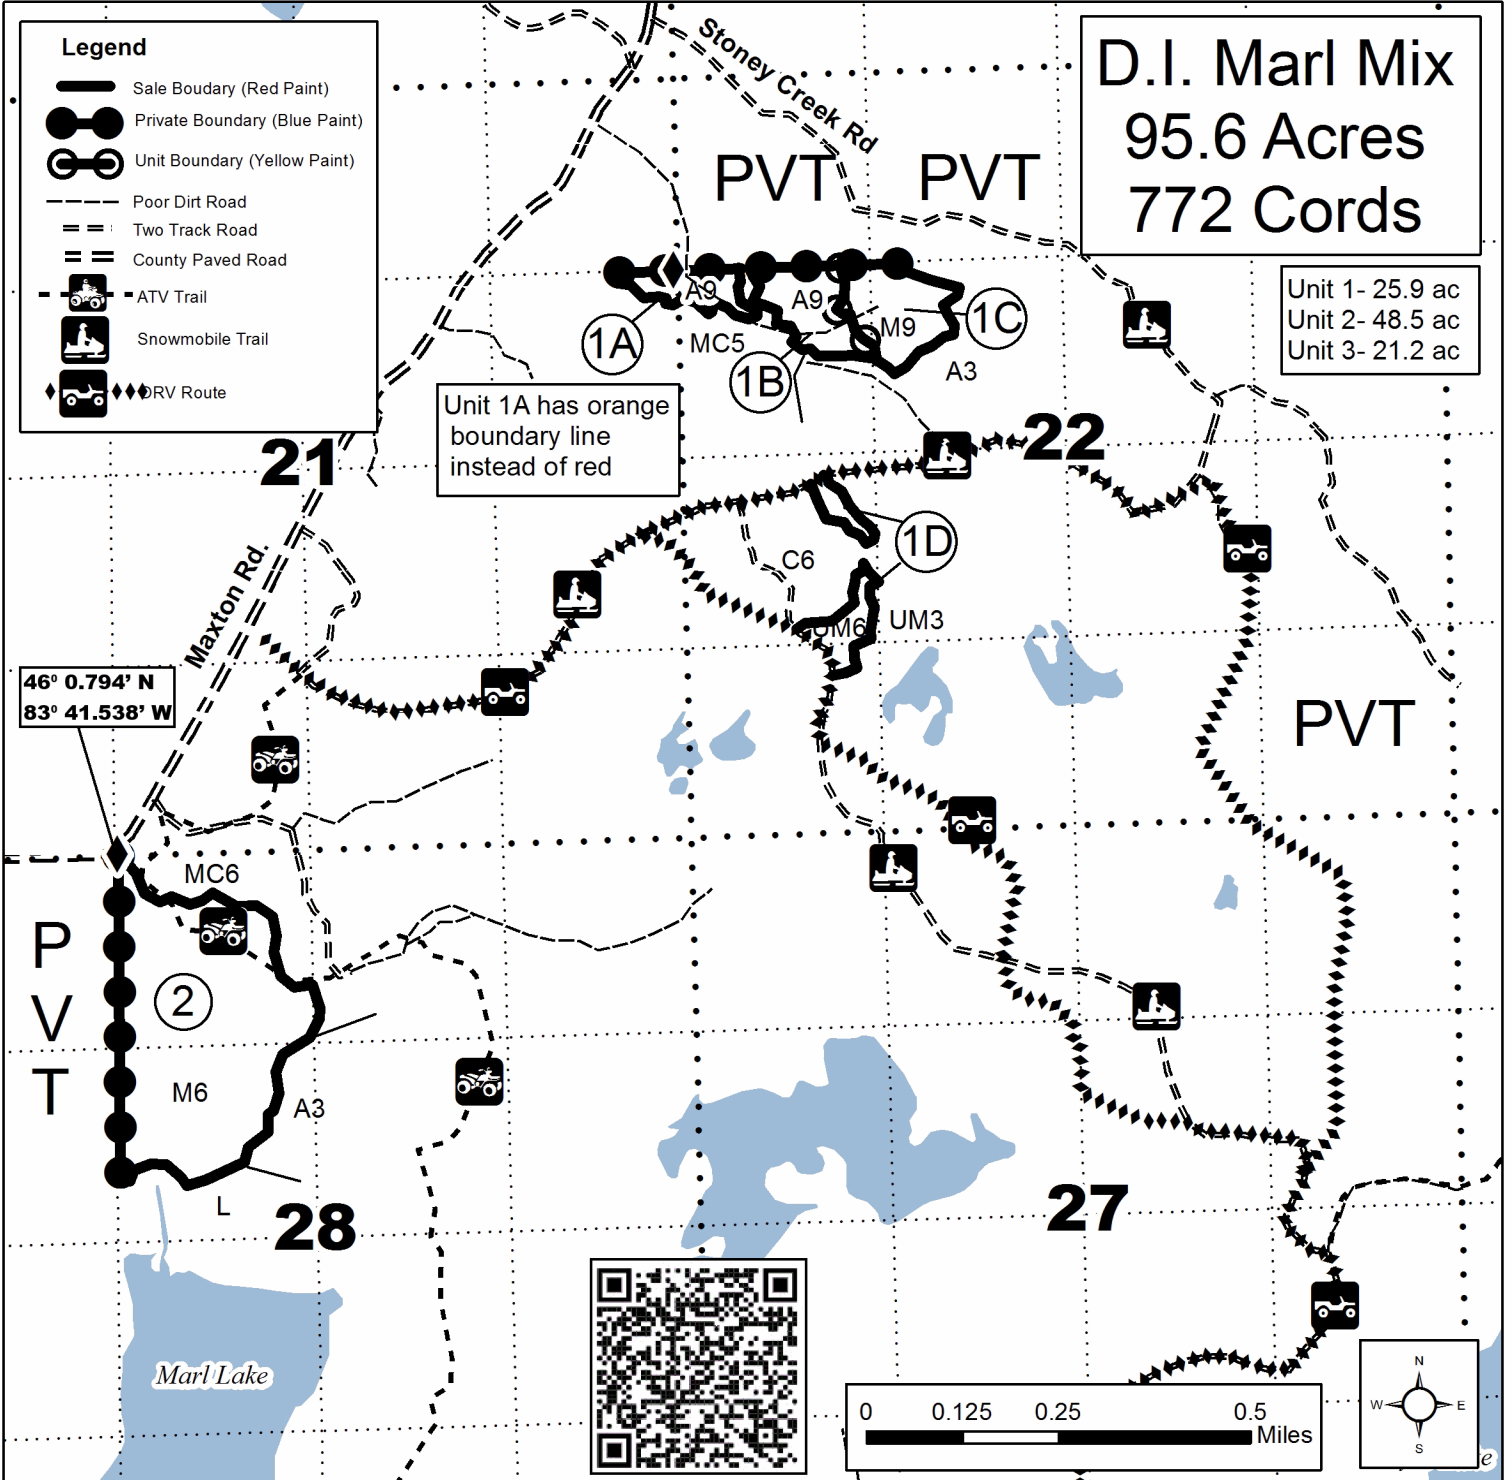 Legend
Sale Boudary (Red Paint)
Private Boundary (Blue Paint)
Unit Boundary (Yellow Paint)
Poor Dirt Road
Two Track Road
County Paved Road
ATV Trail
Snowmobile Trail
ORV Route
Stoney Creek Rd
D.I. Marl Mix
95.6 Acres
772 Cords
PVT
PVT
Unit 1- 25.9 ac
Unit 2- 48.5 ac
Unit 3- 21.2 ac
A9
A9
M9
1C
1A
MC5
1B
A3
Unit 1A has orange
boundary line
instead of red
21
22
1D
C6
UM6
UM3
Maxton Rd.
46º 0.794’ N
83º 41.538’ W
PVT
MC6
P
V
T
2
M6
A3
L
28
27
Marl Lake
0 0.125 0.25 0.5
Miles
N
W E
S